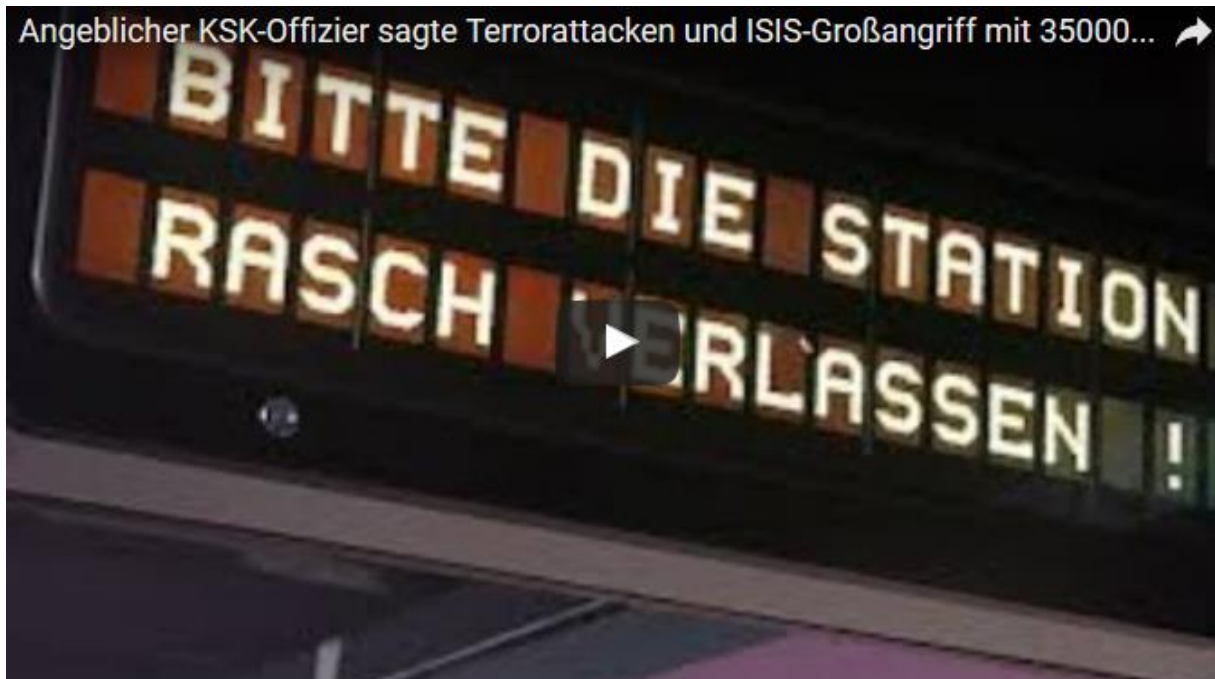 Angeblicher KSK-Offizier sagte Terrorattacken und ISIS-Großangriff mit 35000...
BITTE DIE STATION
RASCH VERLASSEN !